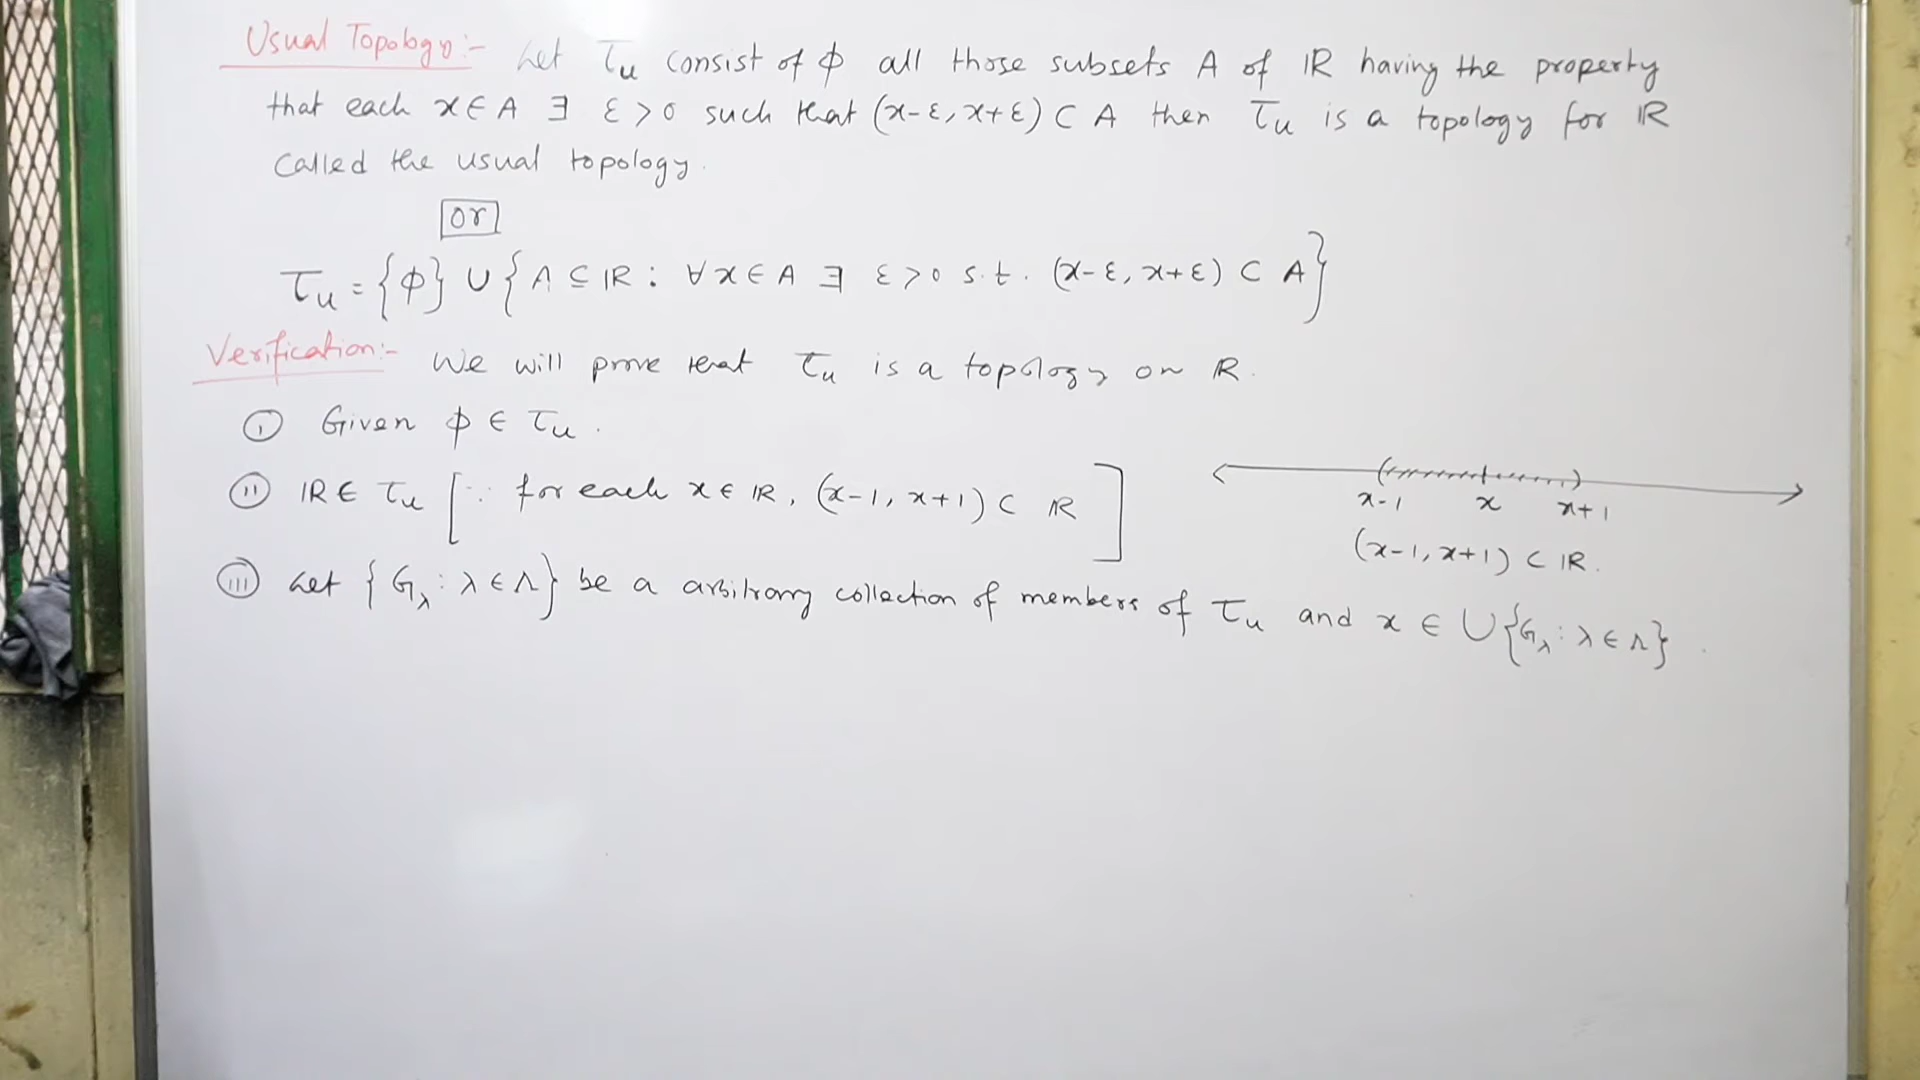 Usual Topology:- Let τu consist of ϕ all those subsets A of ℝ having the property
that each x∈A ∃ ε>0 such that (x-ε, x+ε) ⊂ A then τu is a topology for ℝ
called the usual topology.
or
τu = {ϕ} ∪ {A ⊆ ℝ : ∀x∈A ∃ ε>0 s.t. (x-ε, x+ε) ⊂ A}
Verification:- We will prove that τu is a topology on ℝ.
(i) Given ϕ ∈ τu.
(ii) ℝ∈ τu [∵ for each x∈ℝ, (x-1, x+1) ⊂ ℝ]
x-1 x x+1
(x-1, x+1) ⊂ ℝ.
(iii) Let {Gλ : λ∈Λ} be a arbitrary collection of members of τu and x ∈ ∪{Gλ : λ∈Λ}.